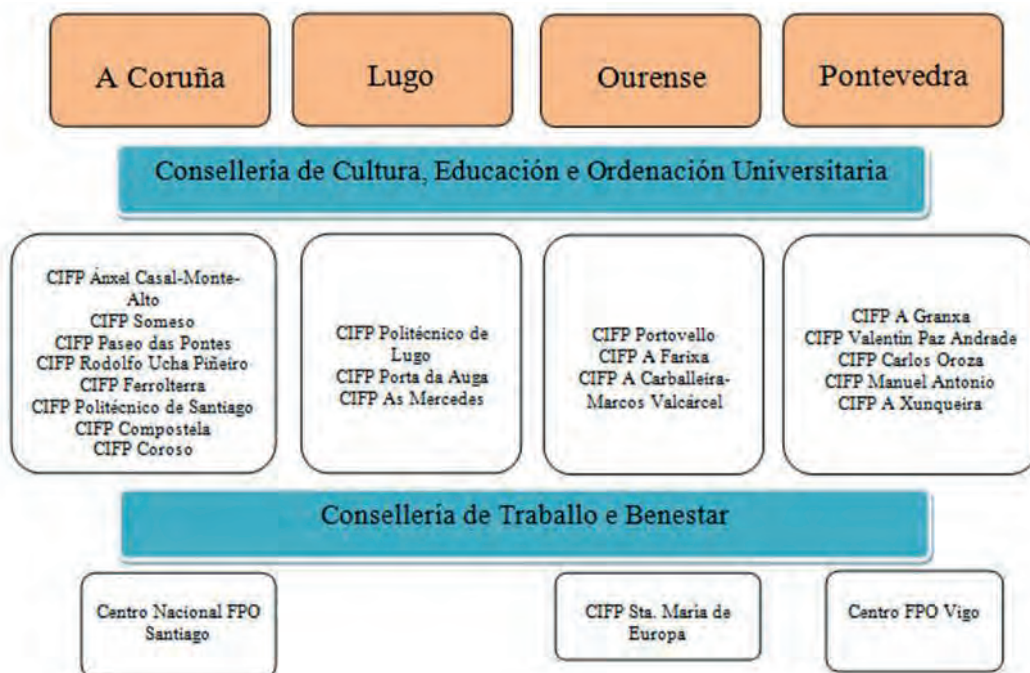 A Coruña
Lugo
Ourense
Pontevedra
Consellería de Cultura, Educación e Ordenación Universitaria
CIFP Ánxel Casal-Monte-
Alto
CIFP Someso
CIFP Paseo das Pontes
CIFP Rodolfo Ucha Piñeiro
CIFP Ferrolterra
CIFP Politécnico de Santiago
CIFP Compostela
CIFP Coroso
CIFP Politécnico de
Lugo
CIFP Porta da Auga
CIFP As Mercedes
CIFP Portovello
CIFP A Farixa
CIFP A Carballeira-
Marcos Valcárcel
CIFP A Granxa
CIFP Valentín Paz Andrade
CIFP Carlos Oroza
CIFP Manuel Antonio
CIFP A Xunqueira
Consellería de Traballo e Benestar
Centro Nacional FPO
Santiago
CIFP Sta. María de
Europa
Centro FPO Vigo